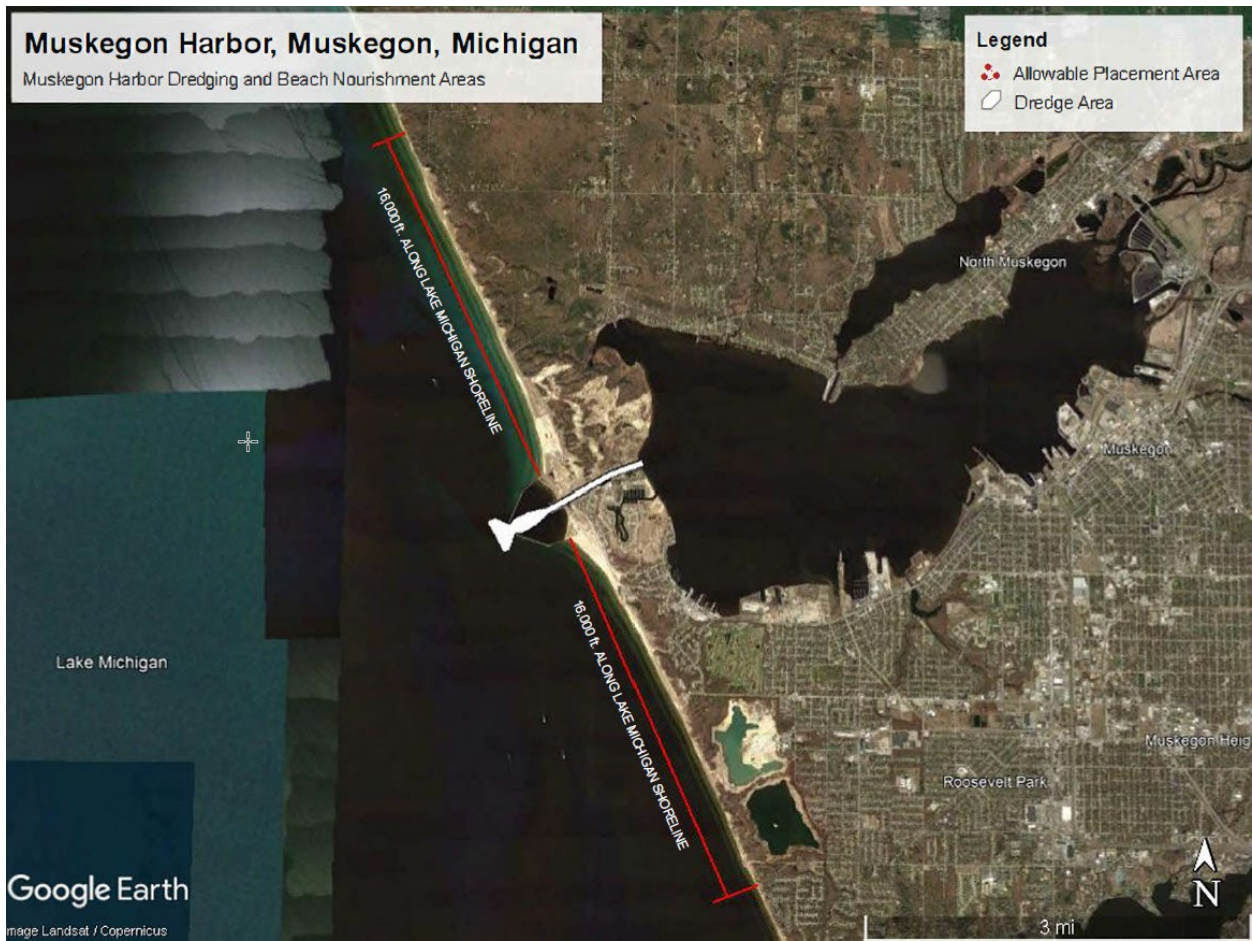 Muskegon Harbor, Muskegon, Michigan
Muskegon Harbor Dredging and Beach Nourishment Areas
Legend
Allowable Placement Area
Dredge Area
16,000 ft. ALONG LAKE MICHIGAN SHORELINE
North Muskegon
Muskegon
16,000 ft. ALONG LAKE MICHIGAN SHORELINE
Lake Michigan
Muskegon Heig
Roosevelt Park
Google Earth
mage Landsat / Copernicus
3 mi
N